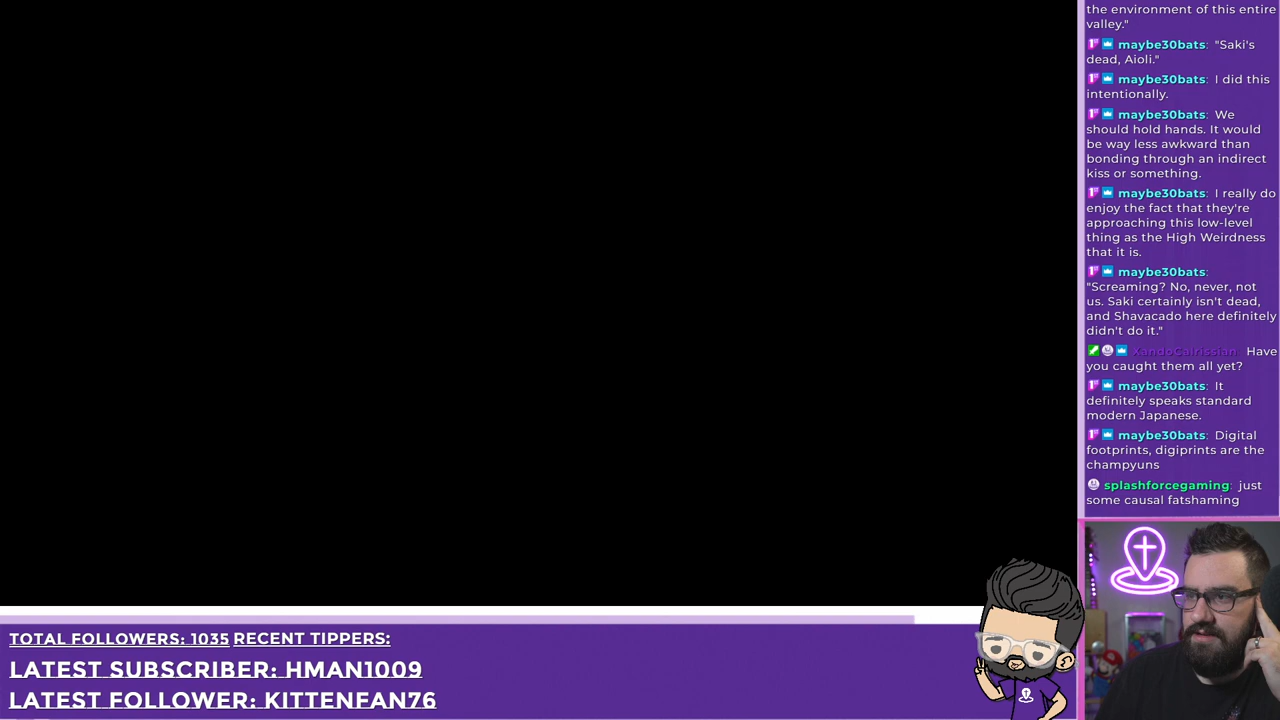 the environment of this entire
valley."
maybe30bats: "Saki's
dead, Aioli."
maybe30bats: I did this
intentionally.
maybe30bats: We
should hold hands. It would
be way less awkward than
bonding through an indirect
kiss or something.
maybe30bats: I really do
enjoy the fact that they're
approaching this low-level
thing as the High Weirdness
that it is.
maybe30bats:
"Screaming? No, never, not
us. Saki certainly isn't dead,
and Shavacado here definitely
didn't do it."
XandoCalrissian: Have
you caught them all yet?
maybe30bats: It
definitely speaks standard
modern Japanese.
maybe30bats: Digital
footprints, digiprints are the
champyuns
splashforcegaming: just
some causal fatshaming
TOTAL FOLLOWERS: 1035 RECENT TIPPERS:
LATEST SUBSCRIBER: HMAN1009
LATEST FOLLOWER: KITTENFAN76